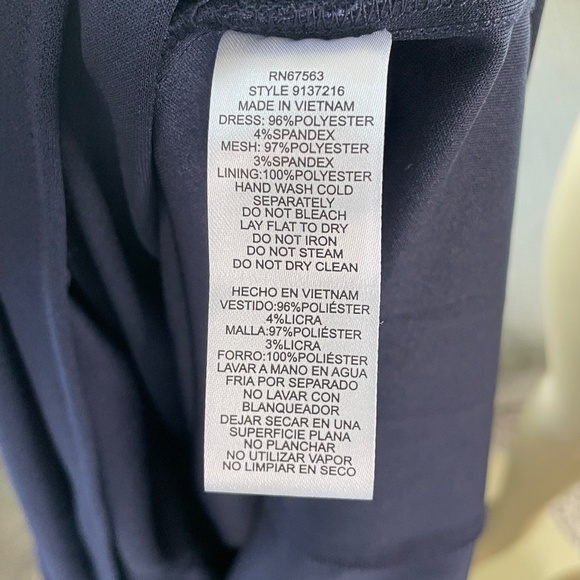 RN67563
STYLE 9137216
MADE IN VIETNAM
DRESS: 96%POLYESTER
4%SPANDEX
MESH: 97%POLYESTER
3%SPANDEX
LINING:100%POLYESTER
HAND WASH COLD
SEPARATELY
DO NOT BLEACH
LAY FLAT TO DRY
DO NOT IRON
DO NOT STEAM
DO NOT DRY CLEAN
HECHO EN VIETNAM
VESTIDO:96%POLIÉSTER
4%LICRA
MALLA:97%POLIÉSTER
3%LICRA
FORRO:100%POLIÉSTER
LAVAR A MANO EN AGUA
FRIA POR SEPARADO
NO LAVAR CON
BLANQUEADOR
DEJAR SECAR EN UNA
SUPERFICIE PLANA
NO PLANCHAR
NO UTILIZAR VAPOR
NO LIMPIAR EN SECO